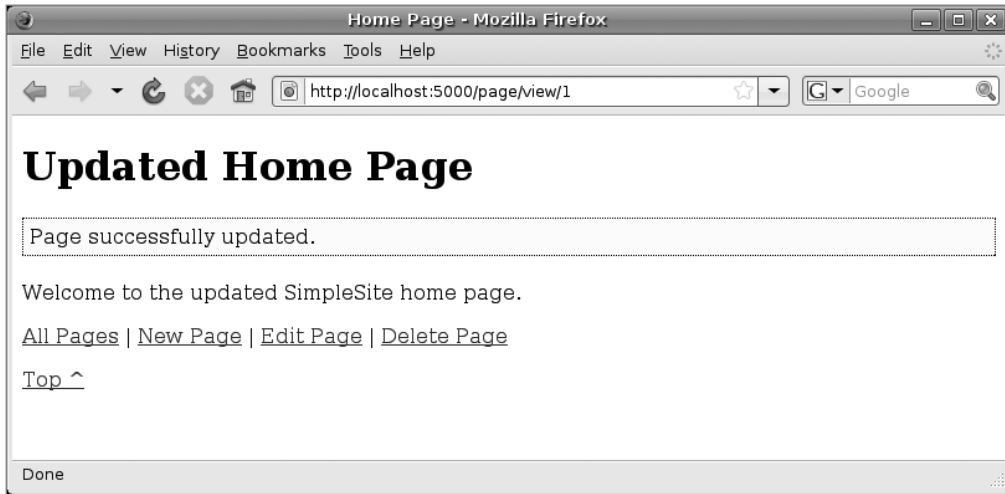 Home Page - Mozilla Firefox
File Edit View History Bookmarks Tools Help
http://localhost:5000/page/view/1 G Google
Updated Home Page
Page successfully updated.
Welcome to the updated SimpleSite home page.
All Pages | New Page | Edit Page | Delete Page
Top ^
Done